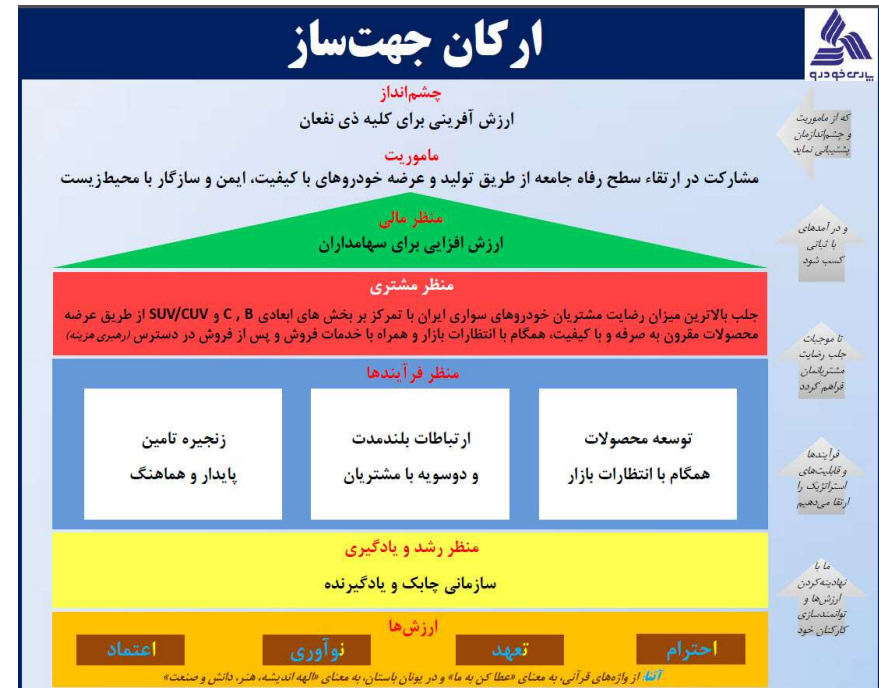 ارکان جهت‌ساز
پارس‌خودرو
چشم‌انداز
ارزش آفرینی برای کلیه ذی نفعان
ماموریت
مشارکت در ارتقاء سطح رفاه جامعه از طریق تولید و عرضه خودروهای با کیفیت، ایمن و سازگار با محیط‌زیست
منظر مالی
ارزش افزایی برای سهامداران
منظر مشتری
جلب بالاترین میزان رضایت مشتریان خودروهای سواری ایران با تمرکز بر بخش های ابعادی C , B و SUV/CUV از طریق عرضه
محصولات مقرون به صرفه و با کیفیت، همگام با انتظارات بازار و همراه با خدمات فروش و پس از فروش در دسترس (رهبری هزینه)
منظر فرآیندها
توسعه محصولات
همگام با انتظارات بازار
ارتباطات بلندمدت
و دوسویه با مشتریان
زنجیره تامین
پایدار و هماهنگ
منظر رشد و یادگیری
سازمانی چابک و یادگیرنده
ارزش‌ها
احترام
تعهد
نوآوری
اعتماد
آتنا: از واژه‌های قرآنی، به معنای «عطا کن به ما» و در یونان باستان، به معنای «الهه اندیشه، هنر، دانش و صنعت»
که از ماموریت
و چشم‌اندازمان
پشتیبانی نماید
و درآمدهای
با ثباتی
کسب شود
تا موجبات
جلب رضایت
مشتریانمان
فراهم گردد
فرآیندها
و قابلیت‌های
استراتژیک را
ارتقا می‌دهیم
ما با
نهادینه‌کردن
ارزش‌ها و
توانمندسازی
کارکنان خود